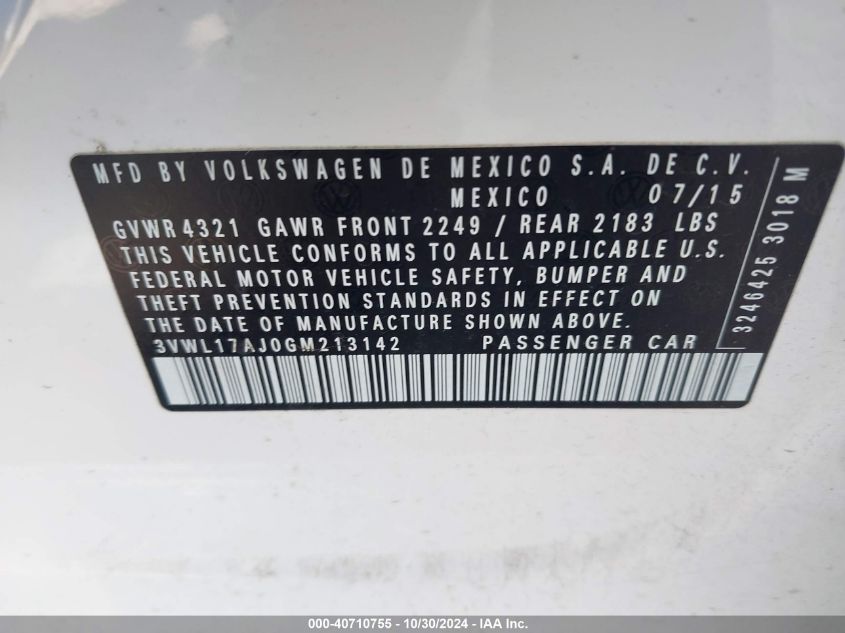 MFD BY VOLKSWAGEN DE MEXICO S.A. DE C.V.
MEXICO 07/15
GVWR 4321 GAWR FRONT 2249 / REAR 2183 LBS
THIS VEHICLE CONFORMS TO ALL APPLICABLE U.S.
FEDERAL MOTOR VEHICLE SAFETY, BUMPER AND
THEFT PREVENTION STANDARDS IN EFFECT ON
THE DATE OF MANUFACTURE SHOWN ABOVE.
3VWL17AJ0GM213142 PASSENGER CAR
3246425 3018 M
000-40710755 - 10/30/2024 - IAA Inc.